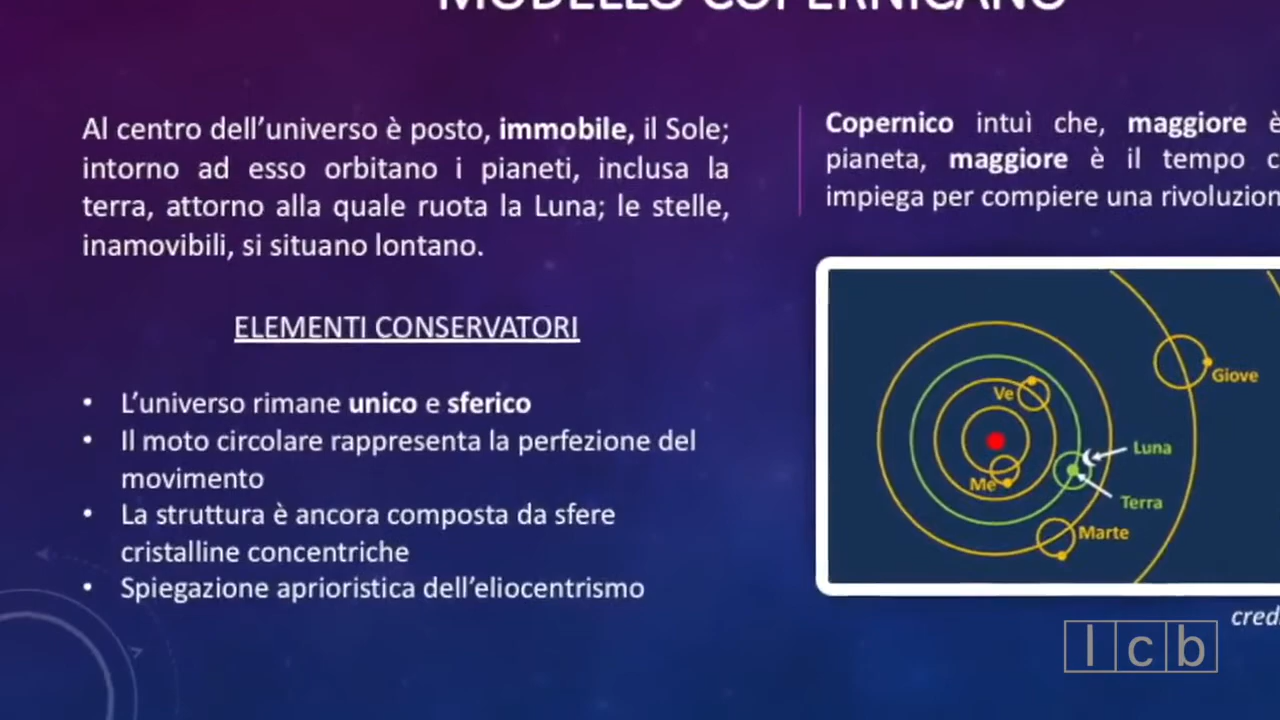 MODELLO COPERNICANO
Al centro dell'universo è posto, immobile, il Sole;
intorno ad esso orbitano i pianeti, inclusa la
terra, attorno alla quale ruota la Luna; le stelle,
inamovibili, si situano lontano.
ELEMENTI CONSERVATORI
• L'universo rimane unico e sferico
• Il moto circolare rappresenta la perfezione del
movimento
• La struttura è ancora composta da sfere
cristalline concentriche
• Spiegazione aprioristica dell'eliocentrismo
Copernico intuì che, maggiore è
pianeta, maggiore è il tempo
impiega per compiere una
Giove
Ve
Luna
Me
Terra
Marte
lcb